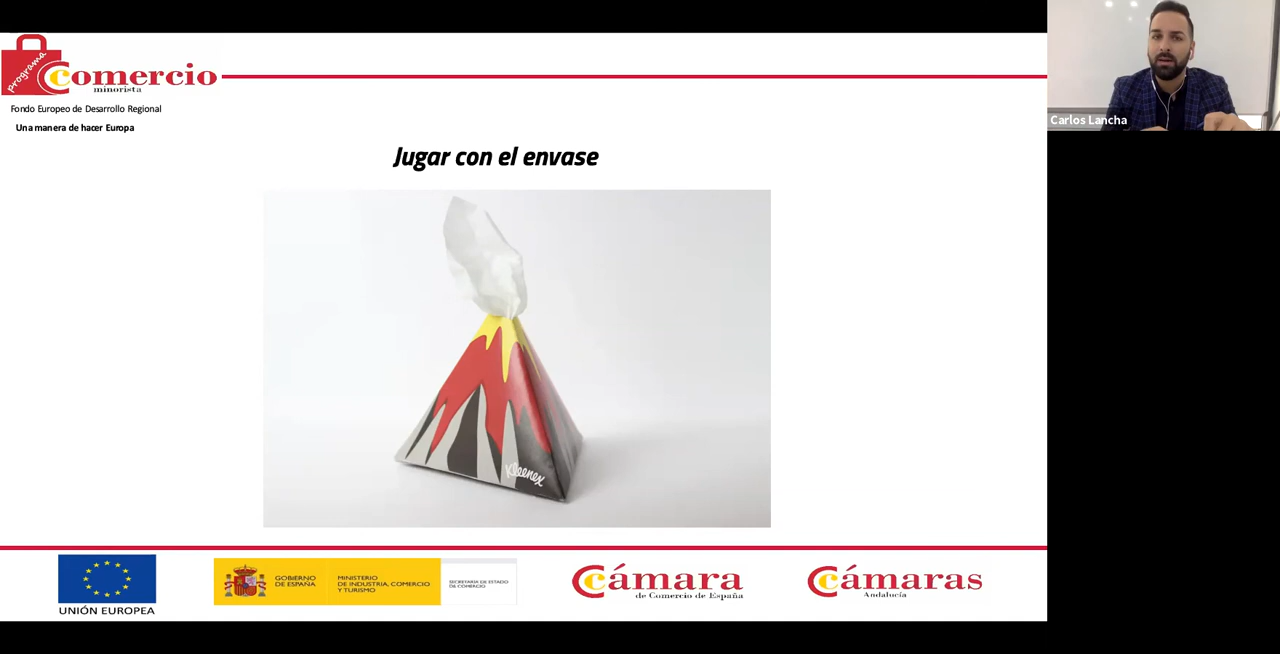 programa
Comercio
minorista
Fondo Europeo de Desarrollo Regional
Una manera de hacer Europa
Carlos Lancha
Jugar con el envase
Kleenex
UNIÓN EUROPEA
GOBIERNO
DE ESPAÑA
MINISTERIO
DE INDUSTRIA, COMERCIO
Y TURISMO
SECRETARÍA DE ESTADO
DE COMERCIO
Cámara
de Comercio de España
Cámaras
Andalucía